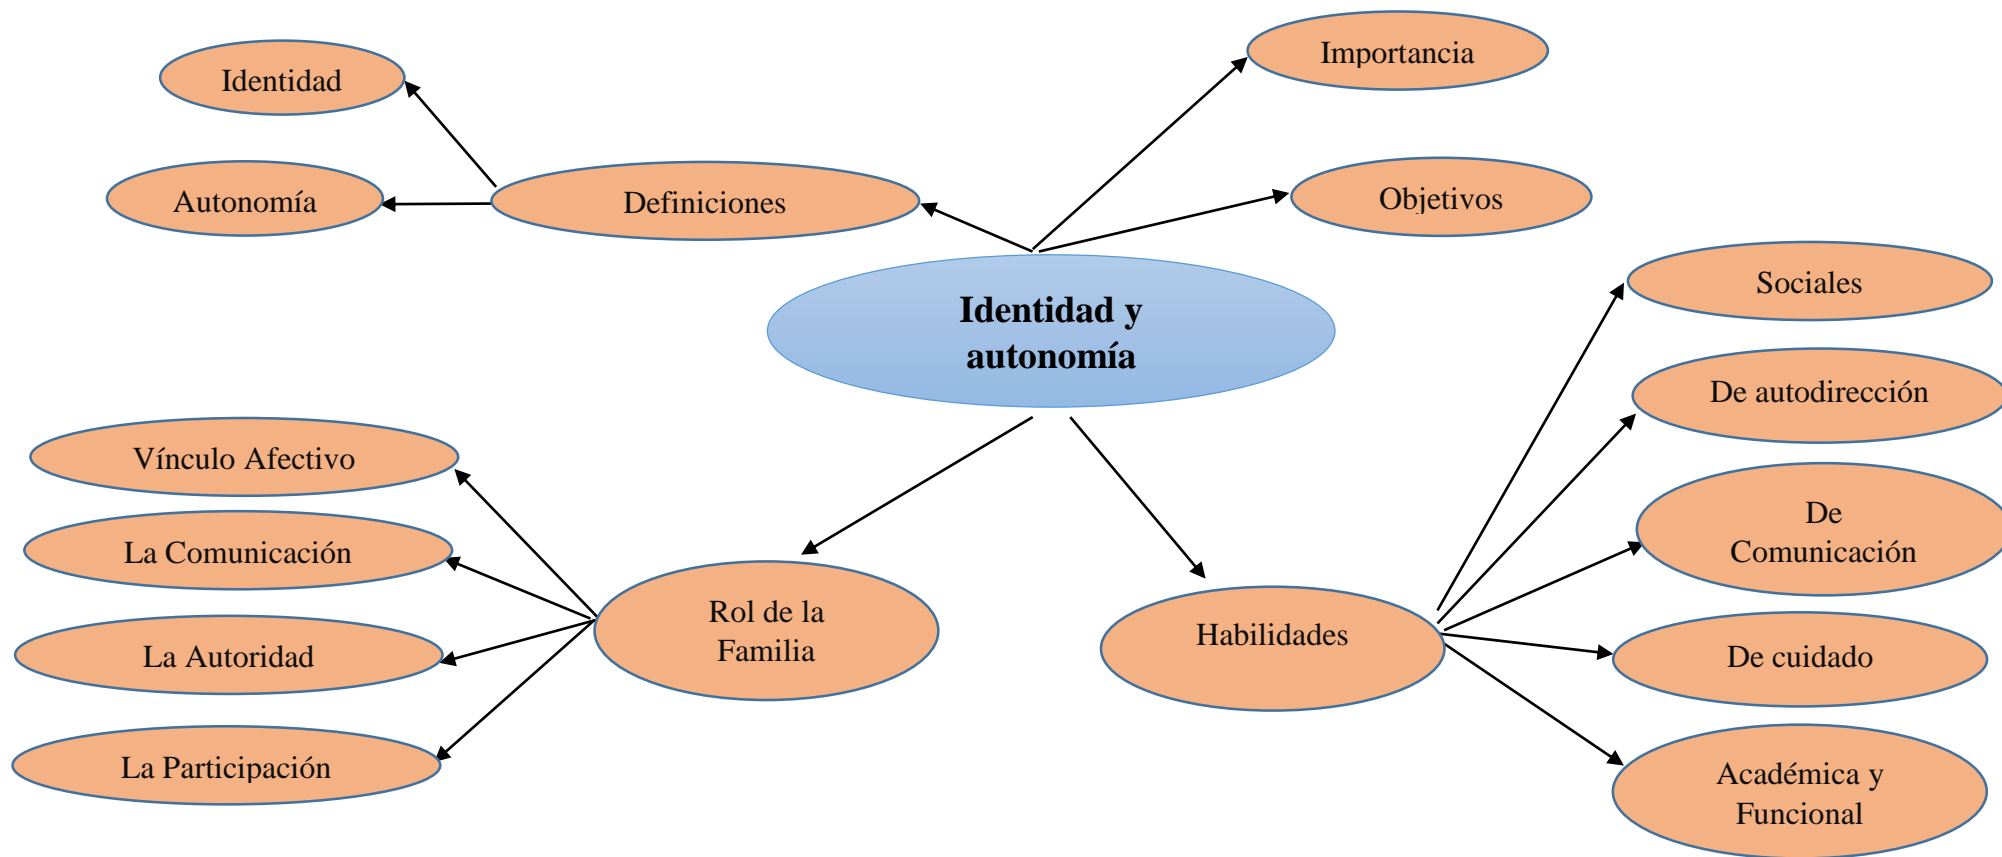 Identidad
Importancia
Autonomía
Definiciones
Objetivos
Identidad y
autonomía
Sociales
De autodirección
De
Comunicación
De cuidado
Académica y
Funcional
Habilidades
Rol de la
Familia
Vínculo Afectivo
La Comunicación
La Autoridad
La Participación